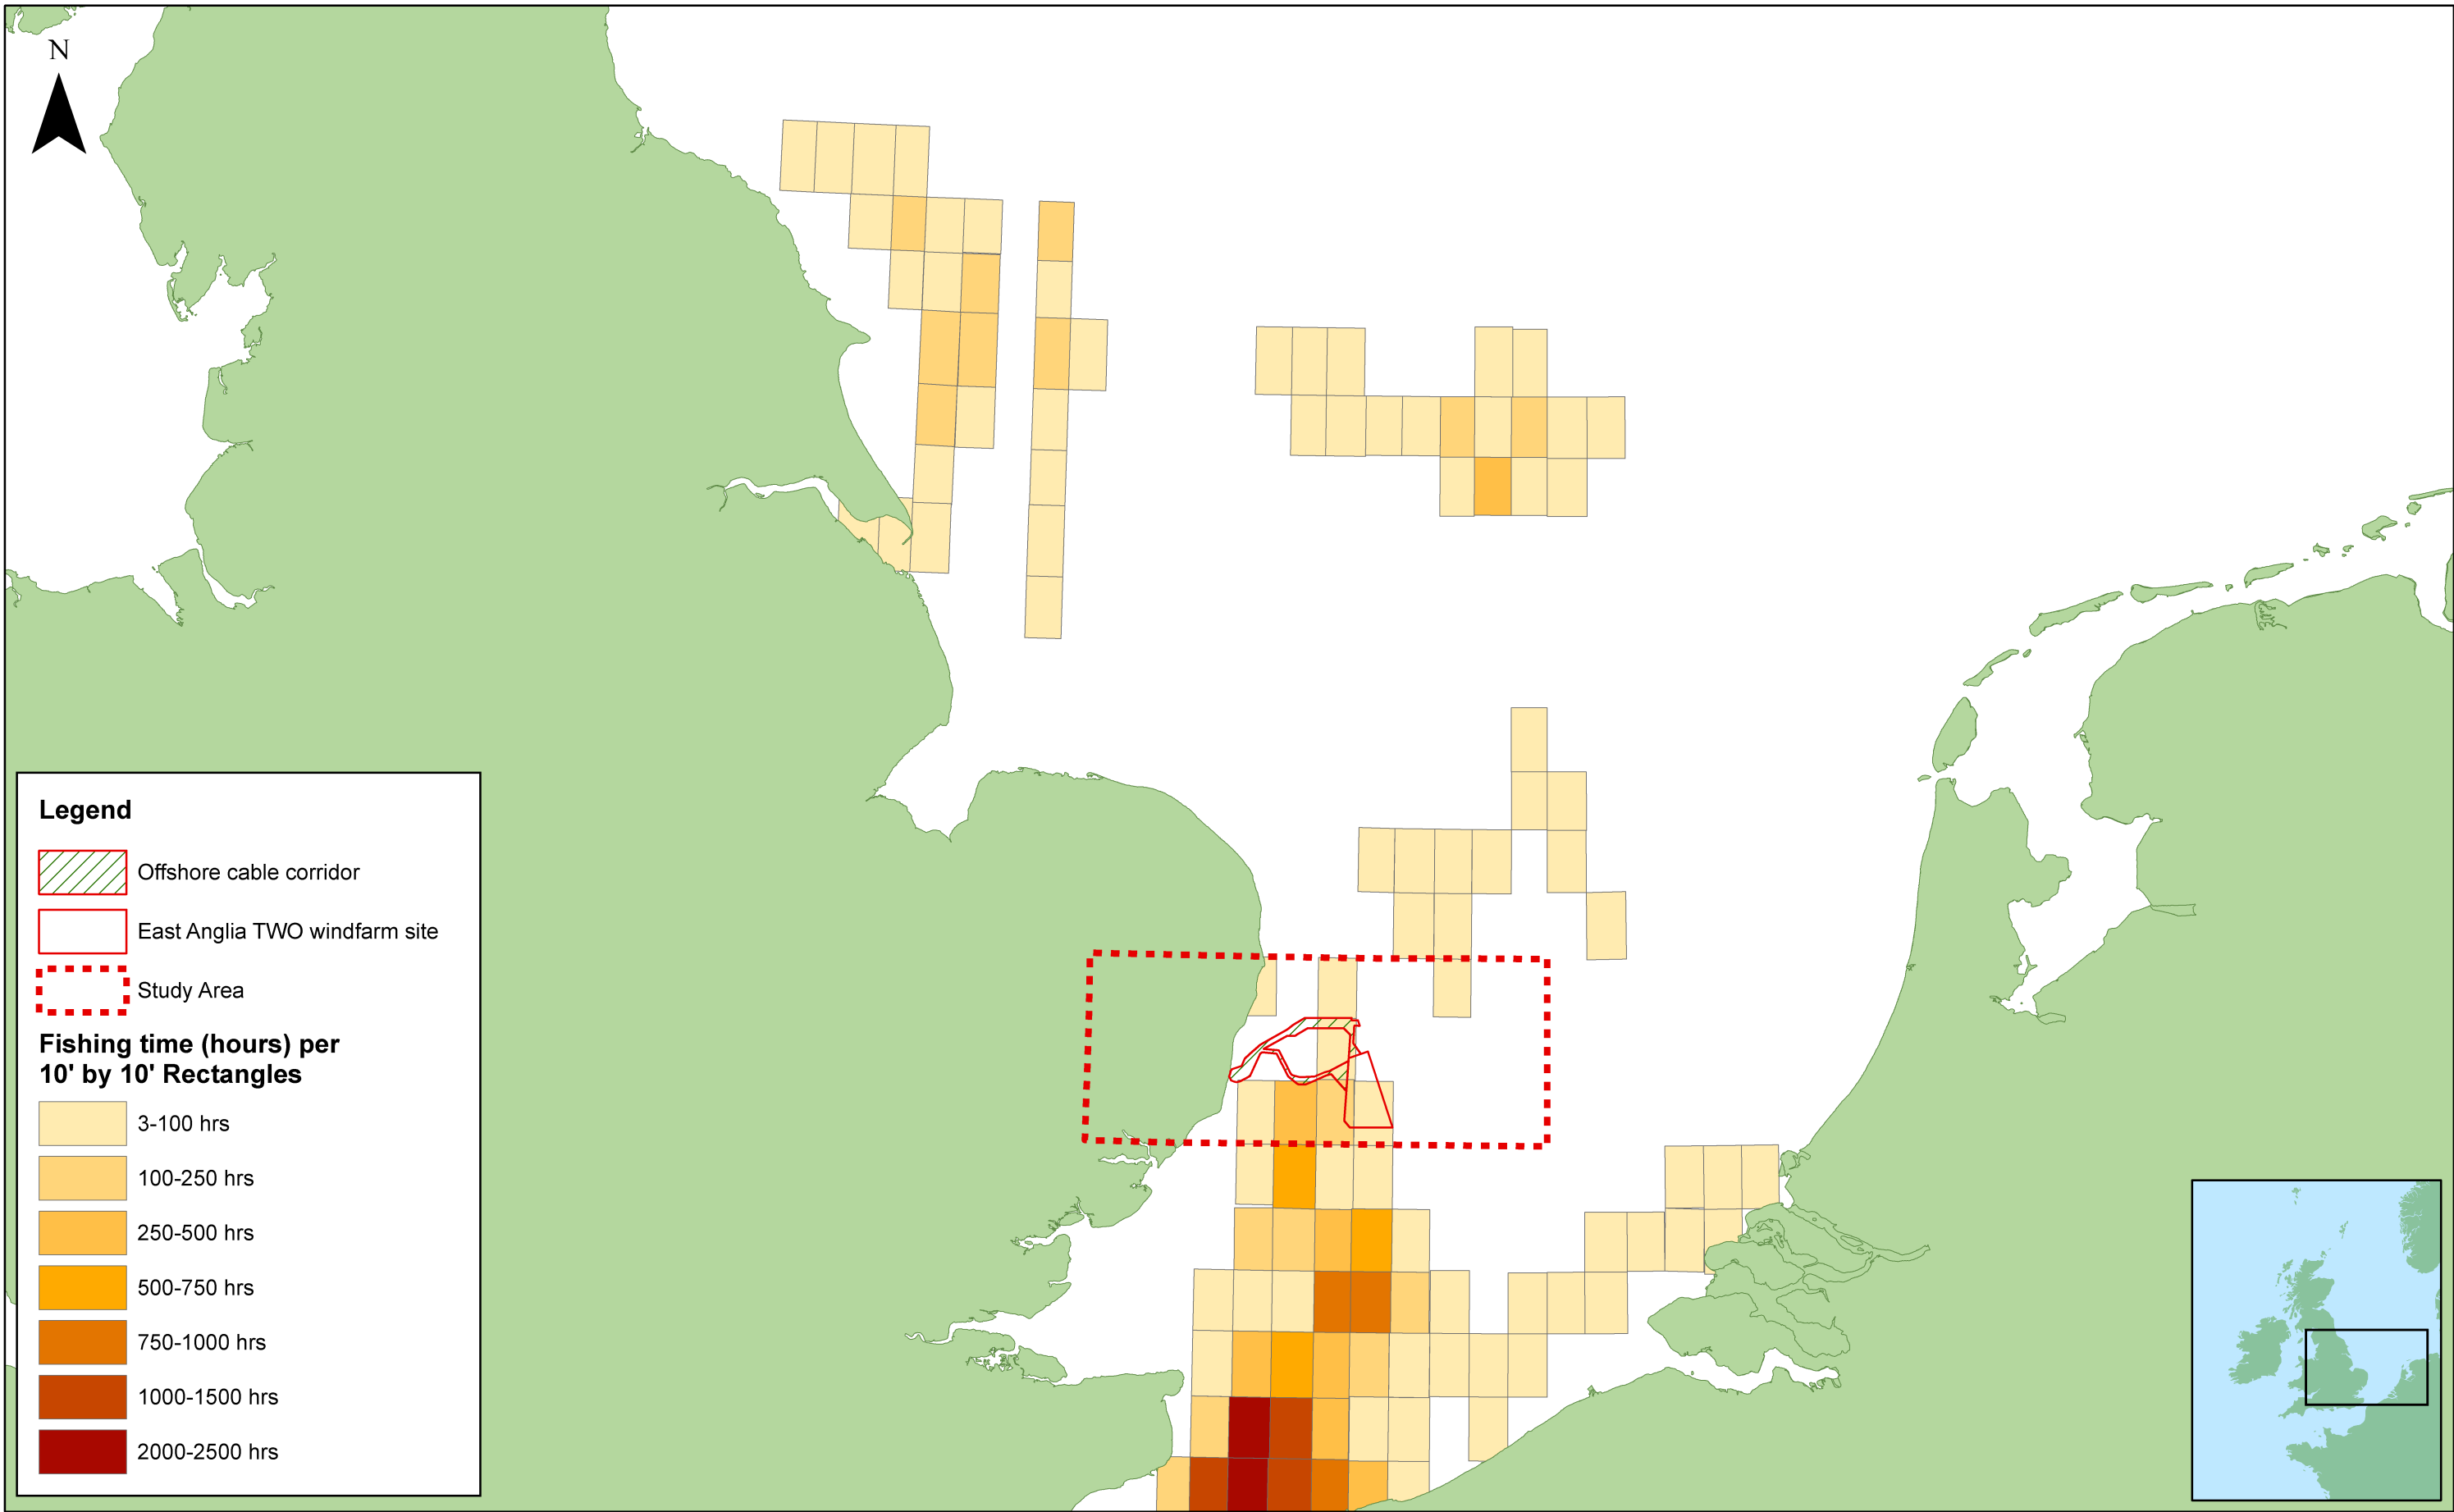 N
Legend
Offshore cable corridor
East Anglia TWO windfarm site
Study Area
Fishing time (hours) per
10' by 10' Rectangles
3-100 hrs
100-250 hrs
250-500 hrs
500-750 hrs
750-1000 hrs
1000-1500 hrs
2000-2500 hrs